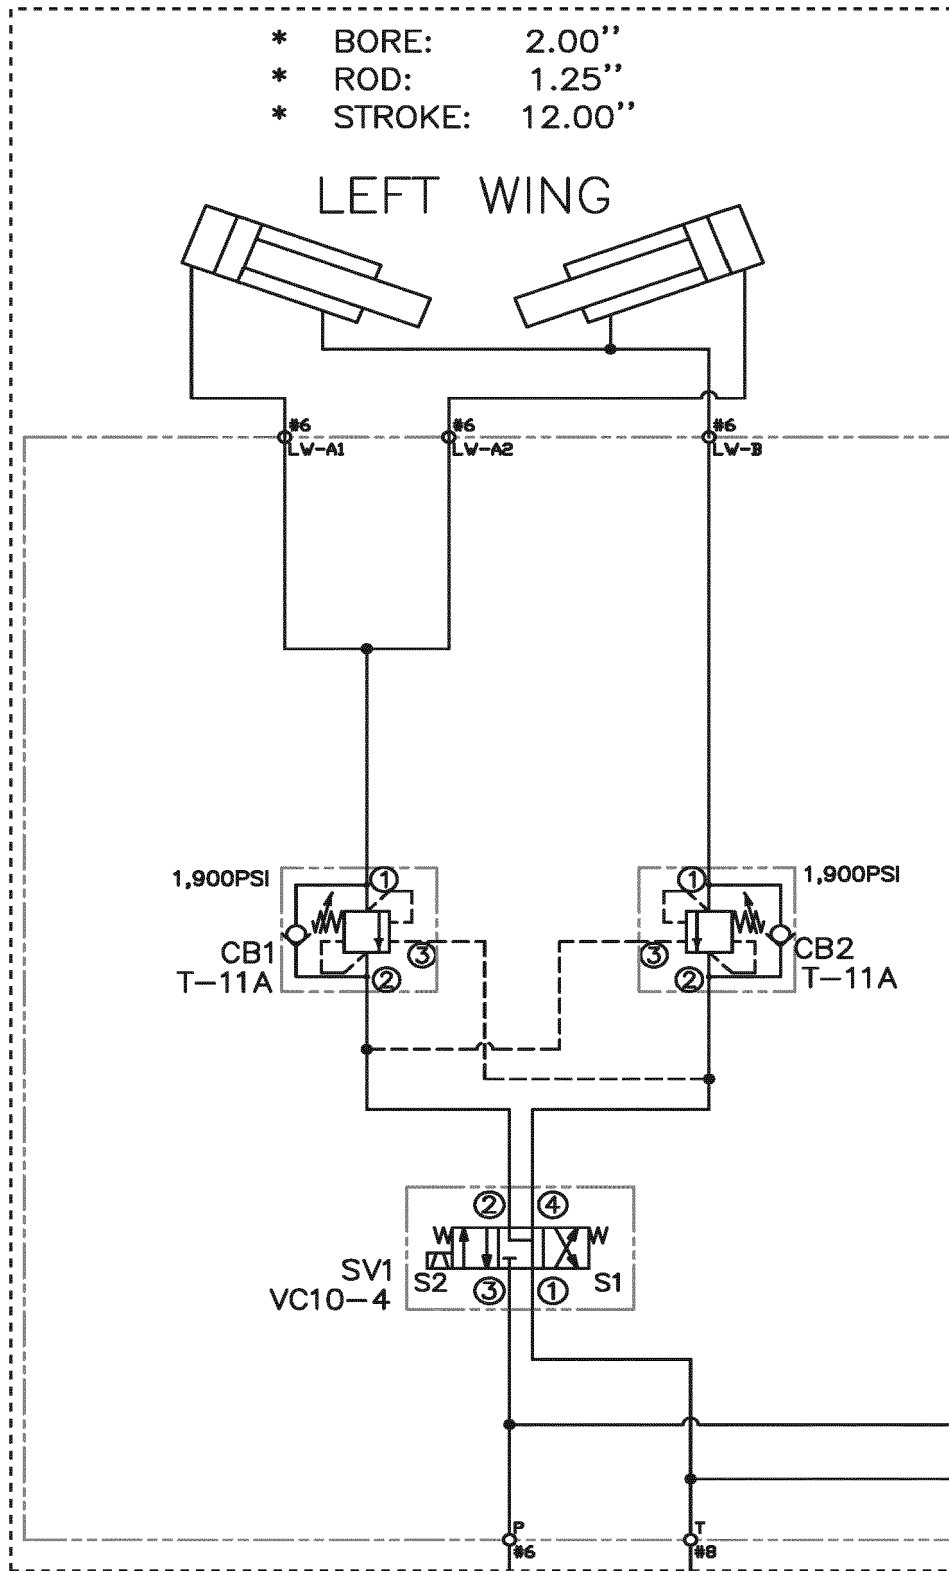 * BORE: 2.00''
* ROD: 1.25''
* STROKE: 12.00''
LEFT WING
#6 #6 #6
LW-A1 LW-A2 LW-B
1,900PSI 1 1 1,900PSI
CB1 3 3 CB2
T-11A 2 2 T-11A
2 4
SV1 S2 3 1 S1
VC10-4
P T
#6 #8